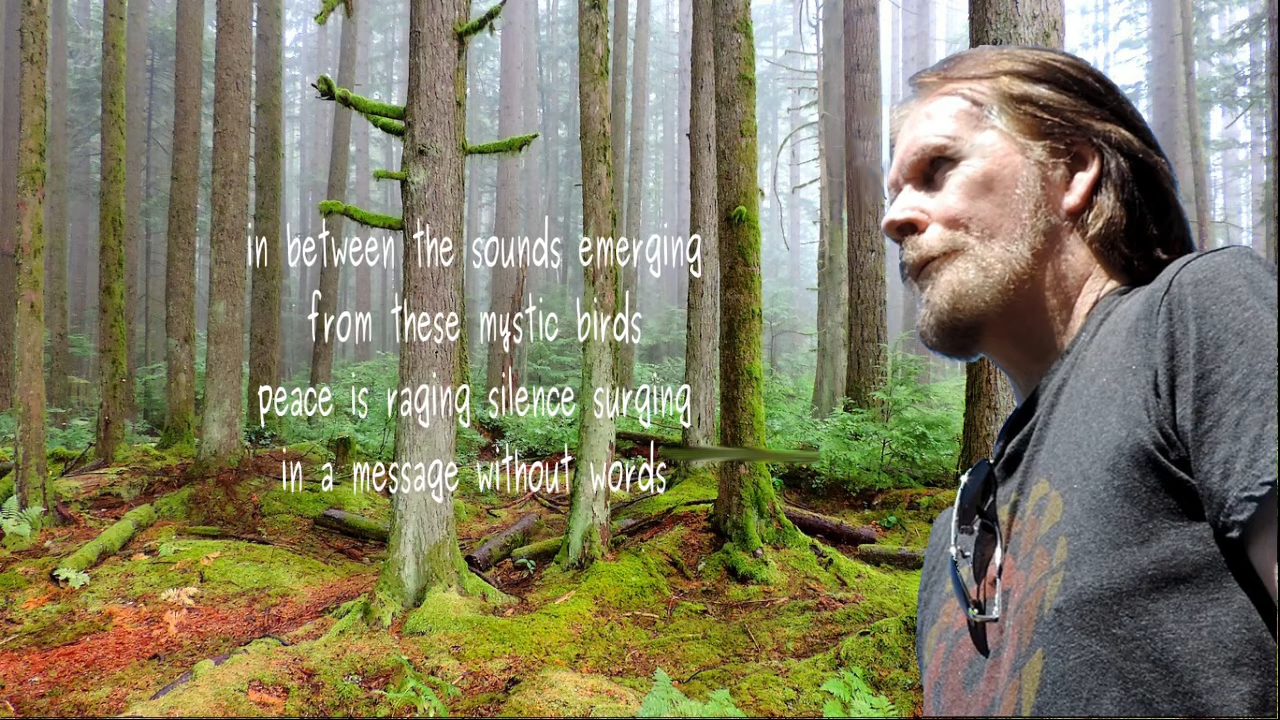 in between the sounds emerging
from these mystic birds
peace is raging silence surging
in a message without words